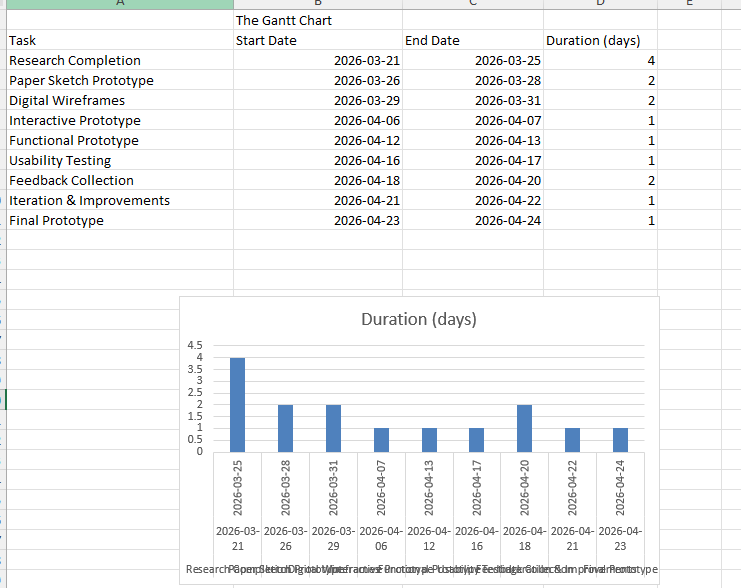 A B C D E
The Gantt Chart
Task Start Date End Date Duration (days)
Research Completion 2026-03-21 2026-03-25 4
Paper Sketch Prototype 2026-03-26 2026-03-28 2
Digital Wireframes 2026-03-29 2026-03-31 2
Interactive Prototype 2026-04-06 2026-04-07 1
Functional Prototype 2026-04-12 2026-04-13 1
Usability Testing 2026-04-16 2026-04-17 1
Feedback Collection 2026-04-18 2026-04-20 2
Iteration & Improvements 2026-04-21 2026-04-22 1
Final Prototype 2026-04-23 2026-04-24 1
Duration (days)
4.5
4
3.5
3
2.5
2
1.5
1
0.5
0
2026-03-25 2026-03-28 2026-03-31 2026-04-07 2026-04-13 2026-04-17 2026-04-20 2026-04-22 2026-04-24
2026-03- 2026-03- 2026-03- 2026-04- 2026-04- 2026-04- 2026-04- 2026-04- 2026-04-
21 26 29 06 12 16 18 21 23
Prototype